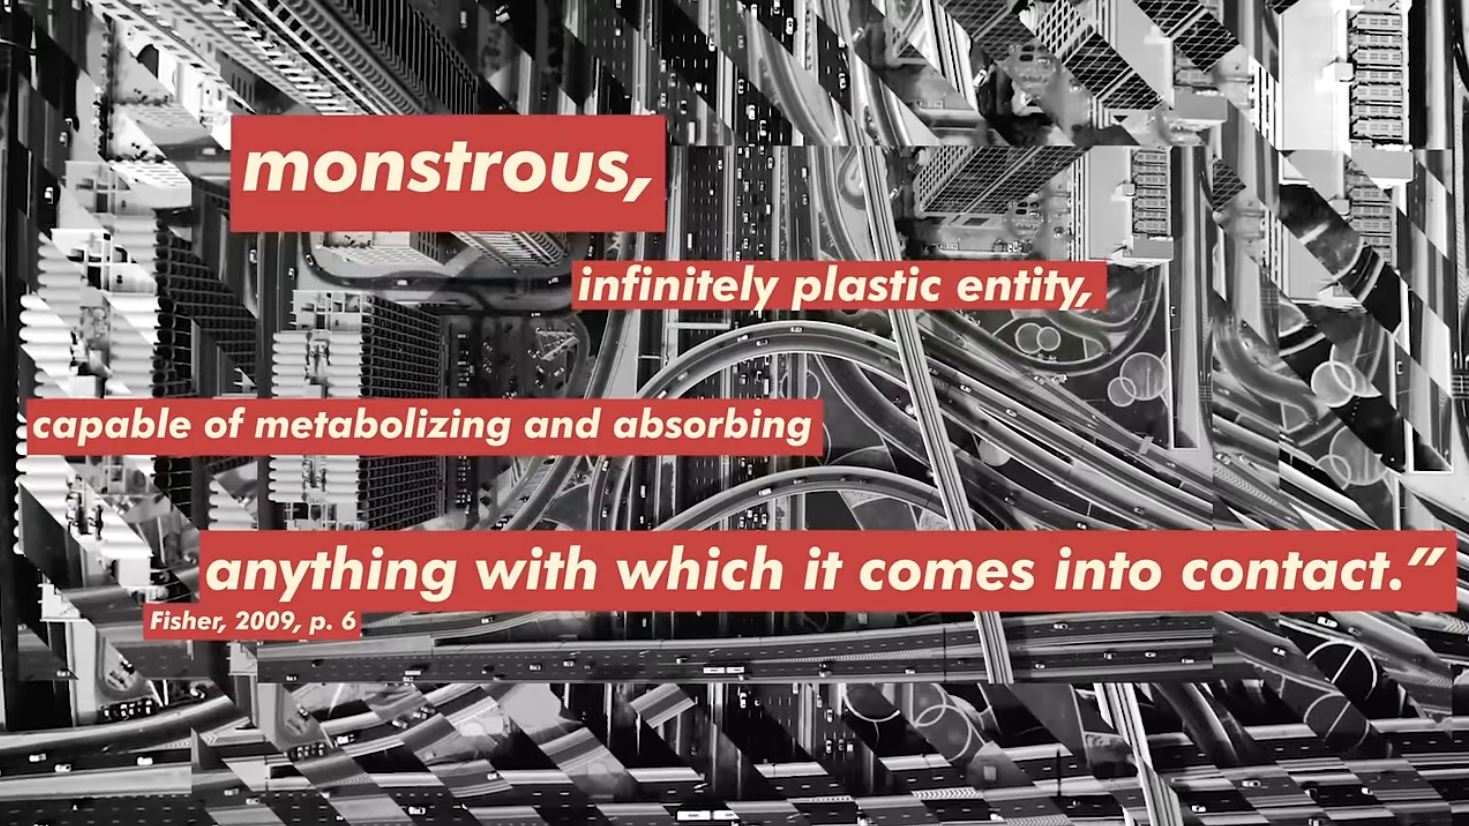 monstrous,
infinitely plastic entity,
capable of metabolizing and absorbing
anything with which it comes into contact.”
Fisher, 2009, p. 6